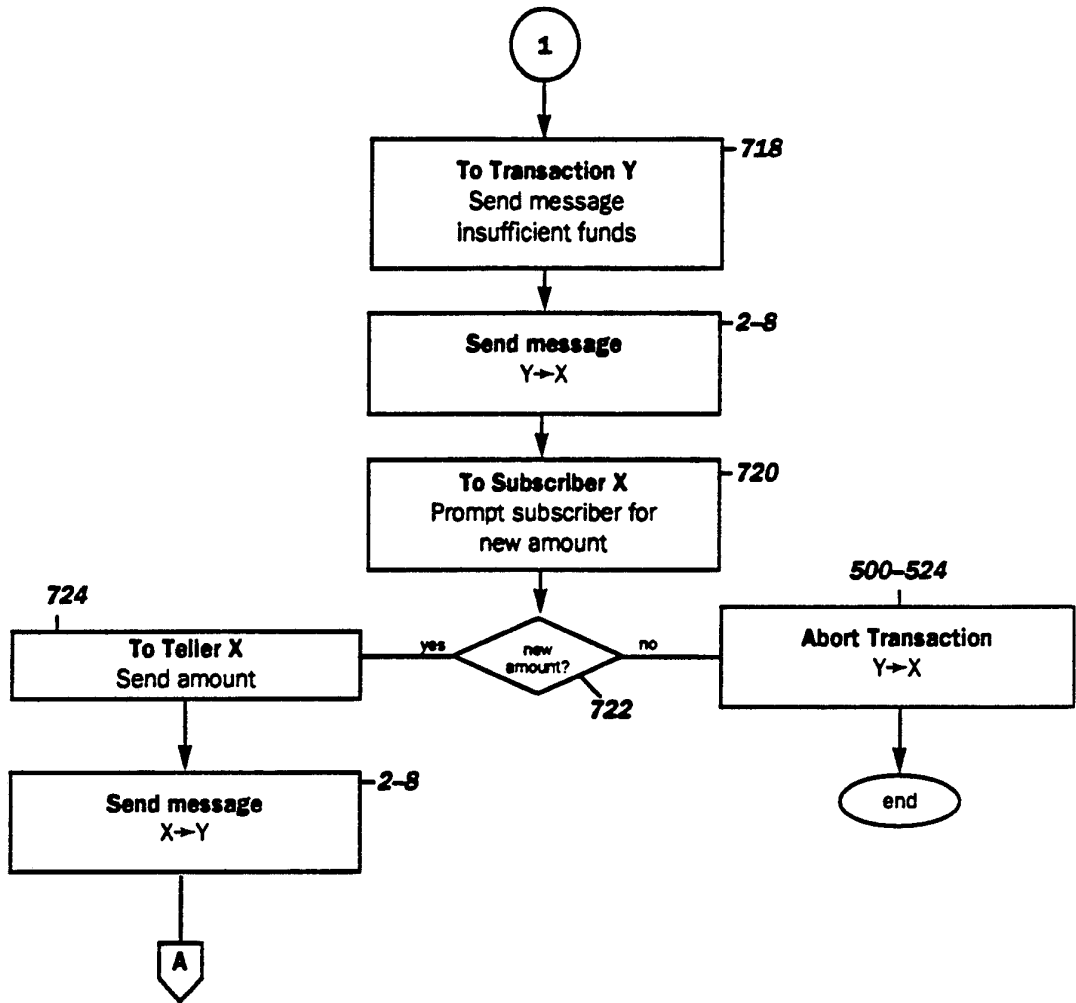 1
718
To Transaction Y
Send message
insufficient funds
2–8
Send message
Y→X
720
To Subscriber X
Prompt subscriber for
new amount
500–524
724
To Teller X
Send amount
yes
new
amount?
no
722
Abort Transaction
Y→X
2–8
Send message
X→Y
end
A